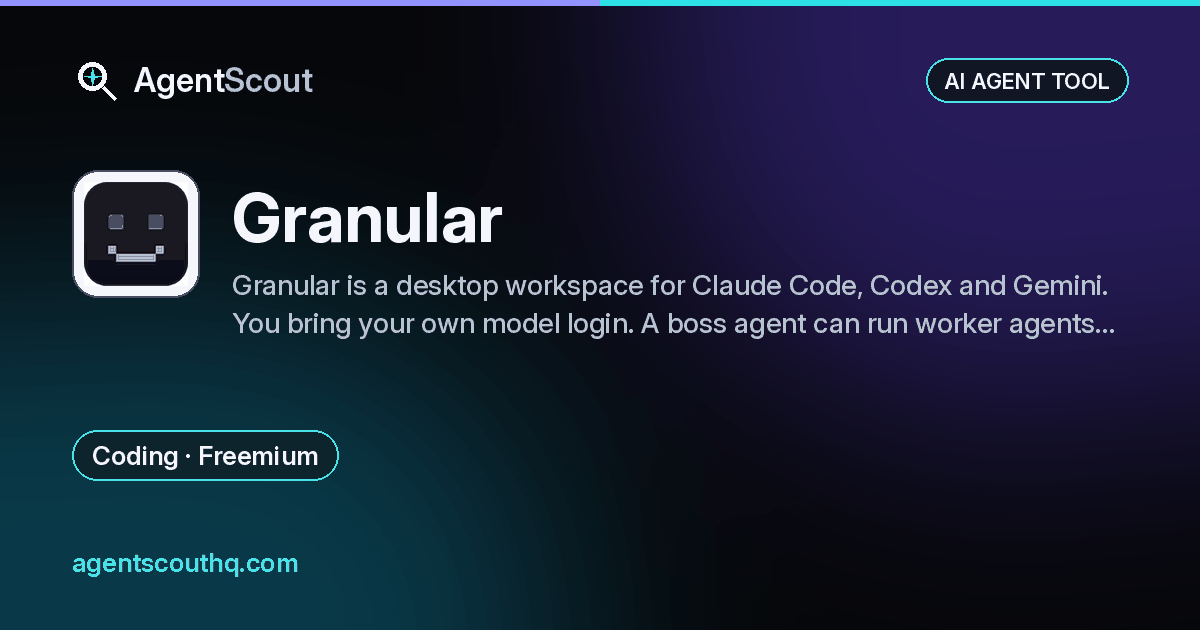 AgentScout
AI AGENT TOOL
Granular
Granular is a desktop workspace for Claude Code, Codex and Gemini.
You bring your own model login. A boss agent can run worker agents...
Coding · Freemium
agentscouthq.com